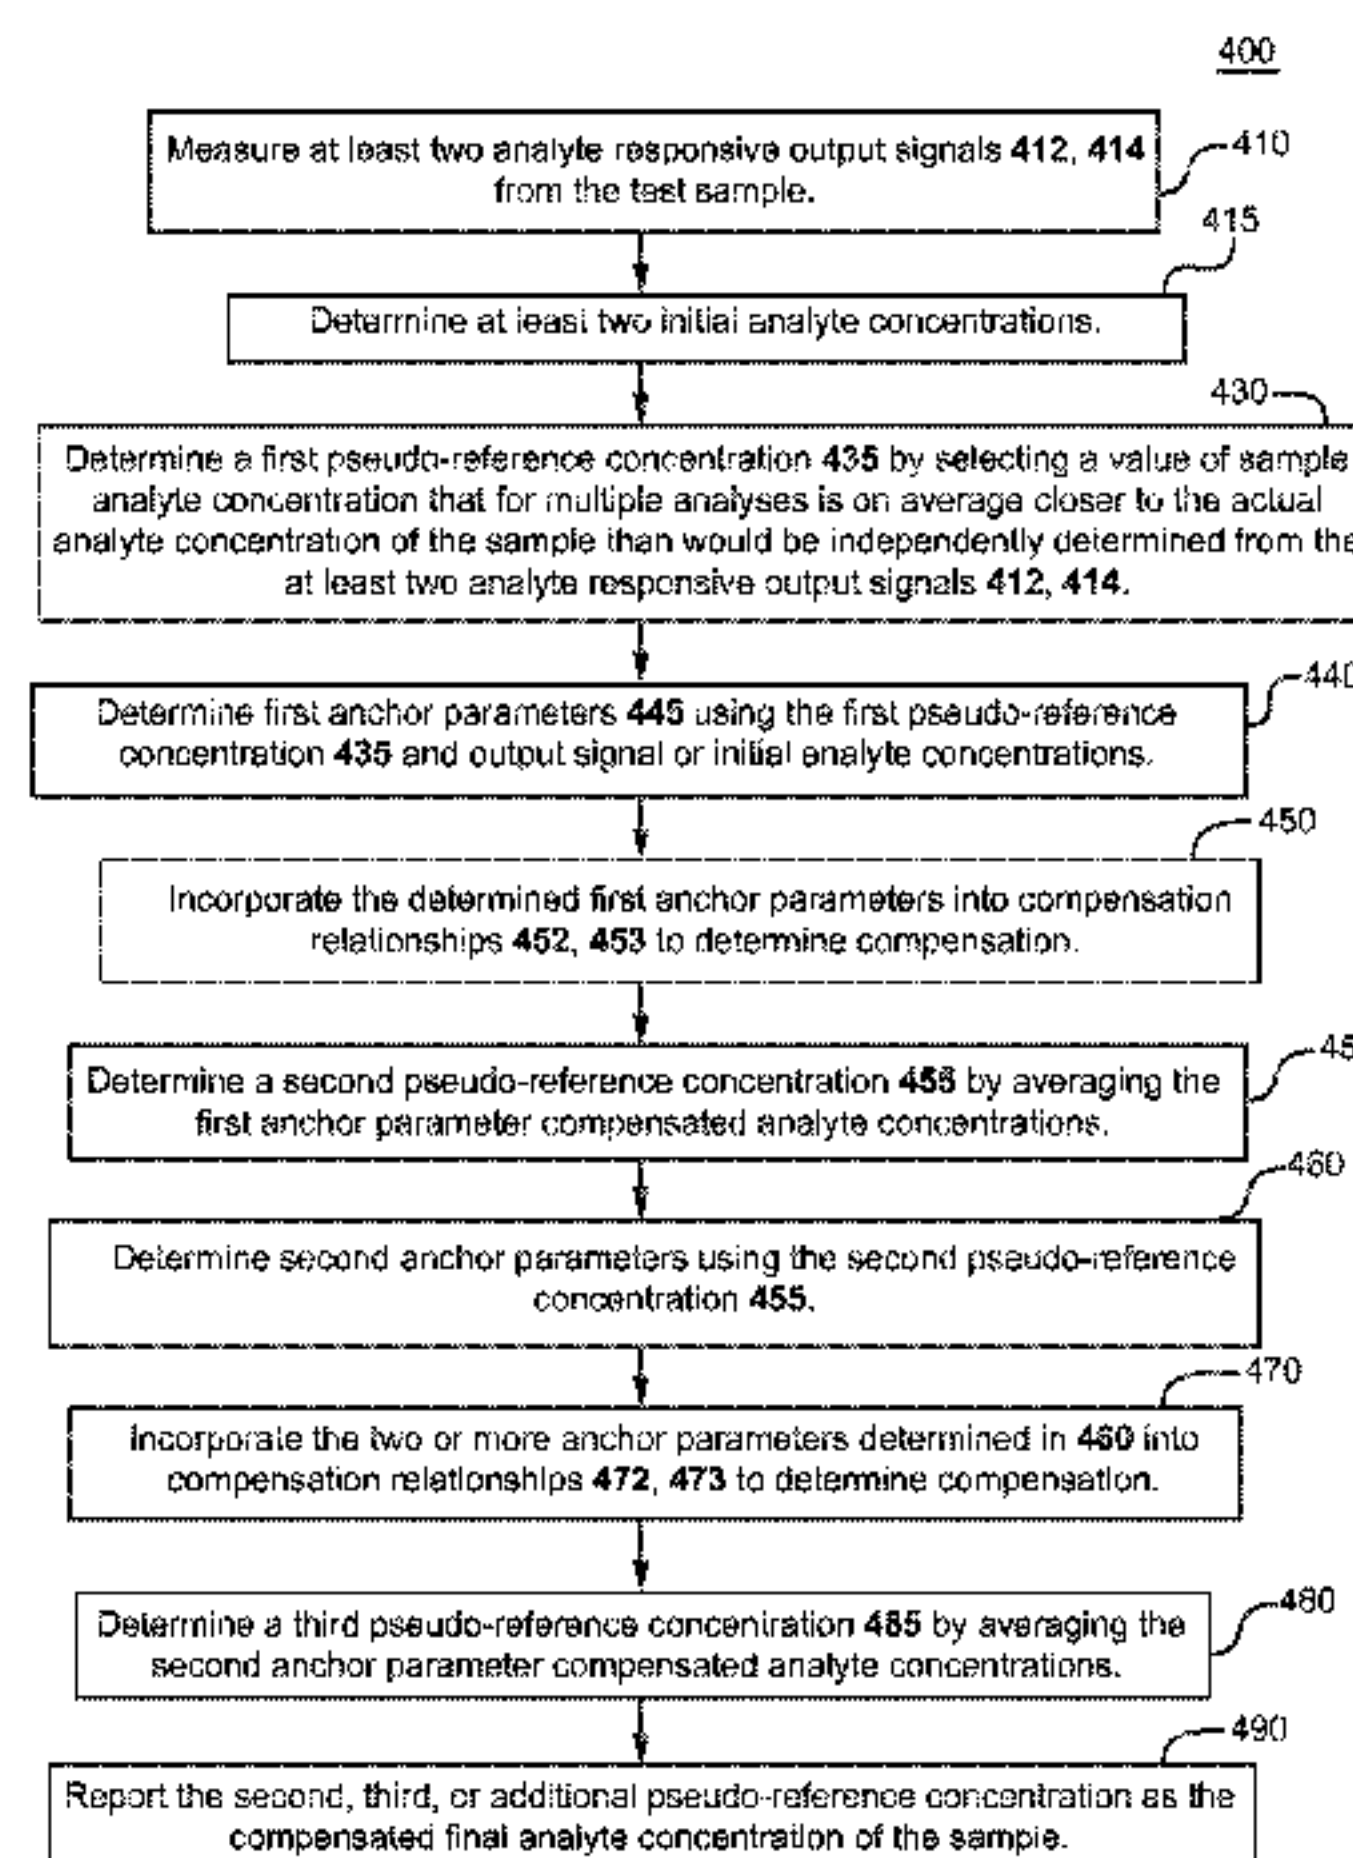 400
Measure at least two analyte responsive output signals 412, 414
from the test sample.
410
415
Determine at least two initial analyte concentrations.
430
Determine a first pseudo-reference concentration 435 by selecting a value of sample
analyte concentration that for multiple analyses is on average closer to the actual
analyte concentration of the sample than would be independently determined from the
at least two analyte responsive output signals 412, 414.
440
Determine first anchor parameters 445 using the first pseudo-reference
concentration 435 and output signal or initial analyte concentrations.
450
Incorporate the determined first anchor parameters into compensation
relationships 452, 453 to determine compensation.
45
Determine a second pseudo-reference concentration 455 by averaging the
first anchor parameter compensated analyte concentrations.
460
Determine second anchor parameters using the second pseudo-reference
concentration 455.
470
Incorporate the two or more anchor parameters determined in 460 into
compensation relationships 472, 473 to determine compensation.
480
Determine a third pseudo-reference concentration 485 by averaging the
second anchor parameter compensated analyte concentrations.
490
Report the second, third, or additional pseudo-reference concentration as the
compensated final analyte concentration of the sample.